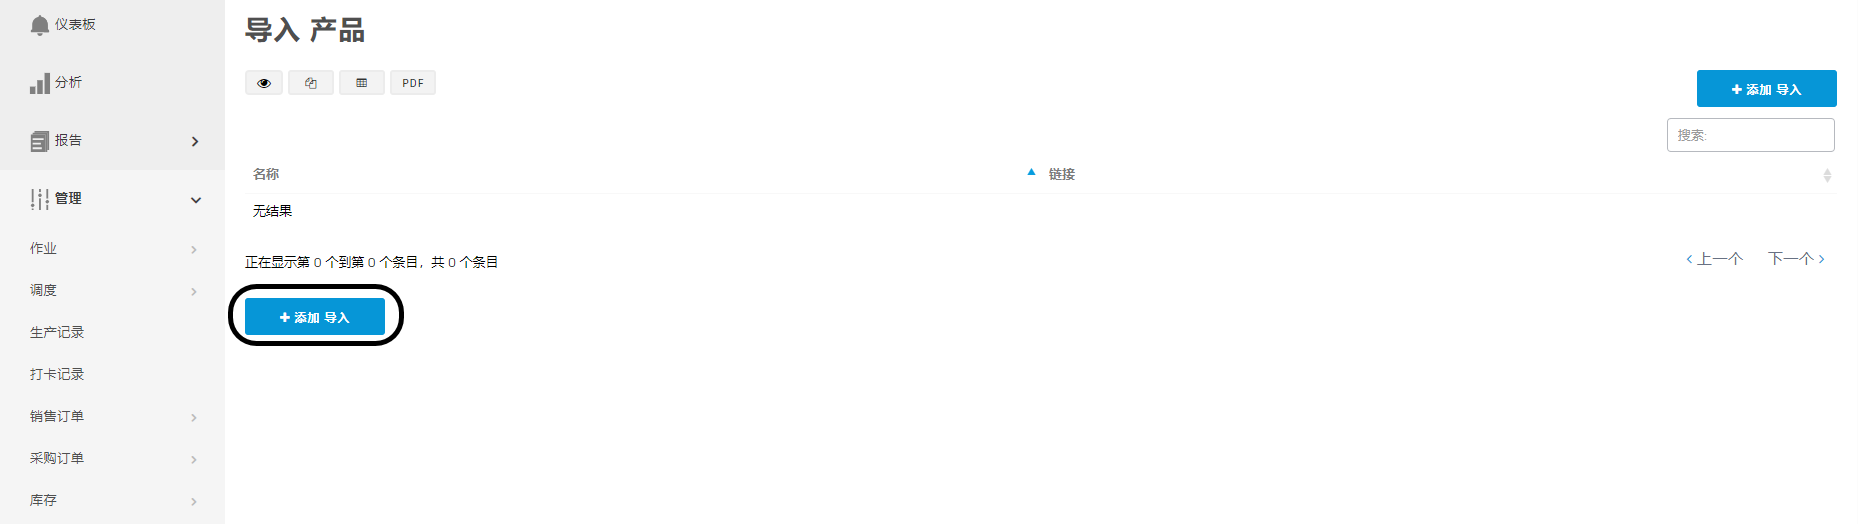 仪表板
分析
报告
管理
作业
调度
生产记录
打卡记录
销售订单
采购订单
库存
导入 产品
PDF
添加 导入
搜索:
名称 链接
无结果
正在显示第 0 个到第 0 个条目，共 0 个条目
上一个 下一个
添加 导入